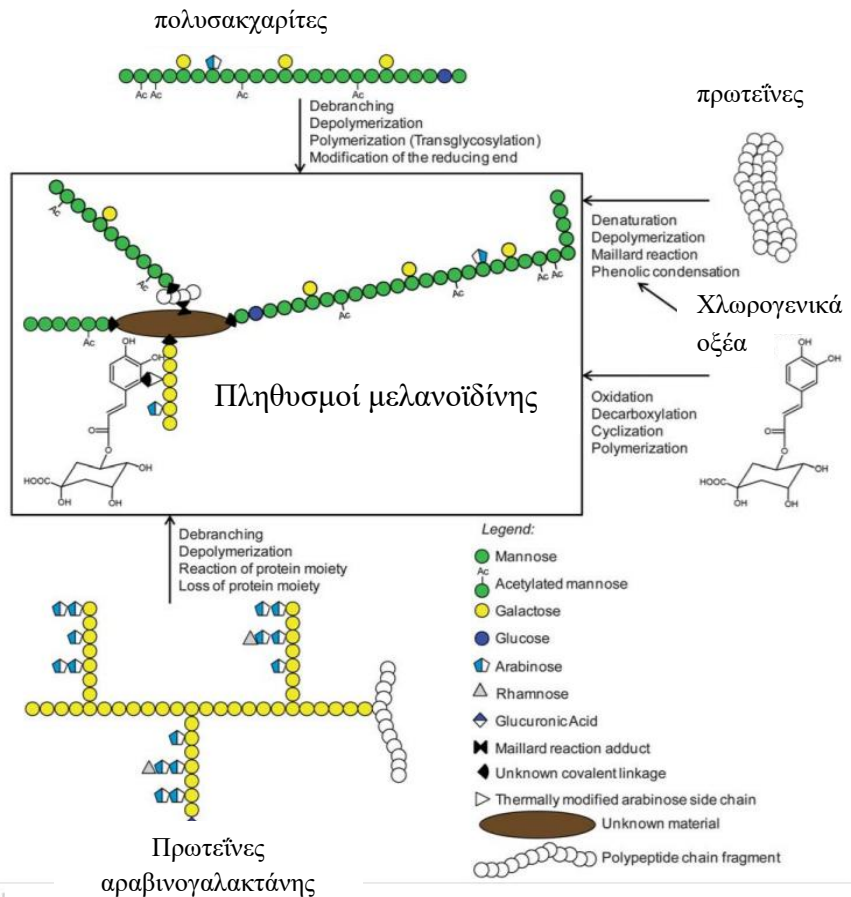 πολυσακχαρίτες
Ac Ac
Ac
Ac
Debranching
Depolymerization
Polymerization (Transglycosylation)
Modification of the reducing end
πρωτεΐνες
Denaturation
Depolymerization
Maillard reaction
Phenolic condensation
Χλωρογενικά
οξέα
Ac
Ac
Ac
Ac
Ac Ac
OH
OH
O
O
HOOC
OH
OH
OH
Πληθυσμοί μελανοϊδίνης
Oxidation
Decarboxylation
Cyclization
Polymerization
OH
OH
O
O
HOOC
OH
OH
OH
Debranching
Depolymerization
Reaction of protein moiety
Loss of protein moiety
Legend:
Mannose
Ac
Acetylated mannose
Galactose
Glucose
Arabinose
Rhamnose
Glucuronic Acid
Maillard reaction adduct
Unknown covalent linkage
Thermally modified arabinose side chain
Unknown material
Polypeptide chain fragment
Πρωτεΐνες
αραβινογαλακτάνης